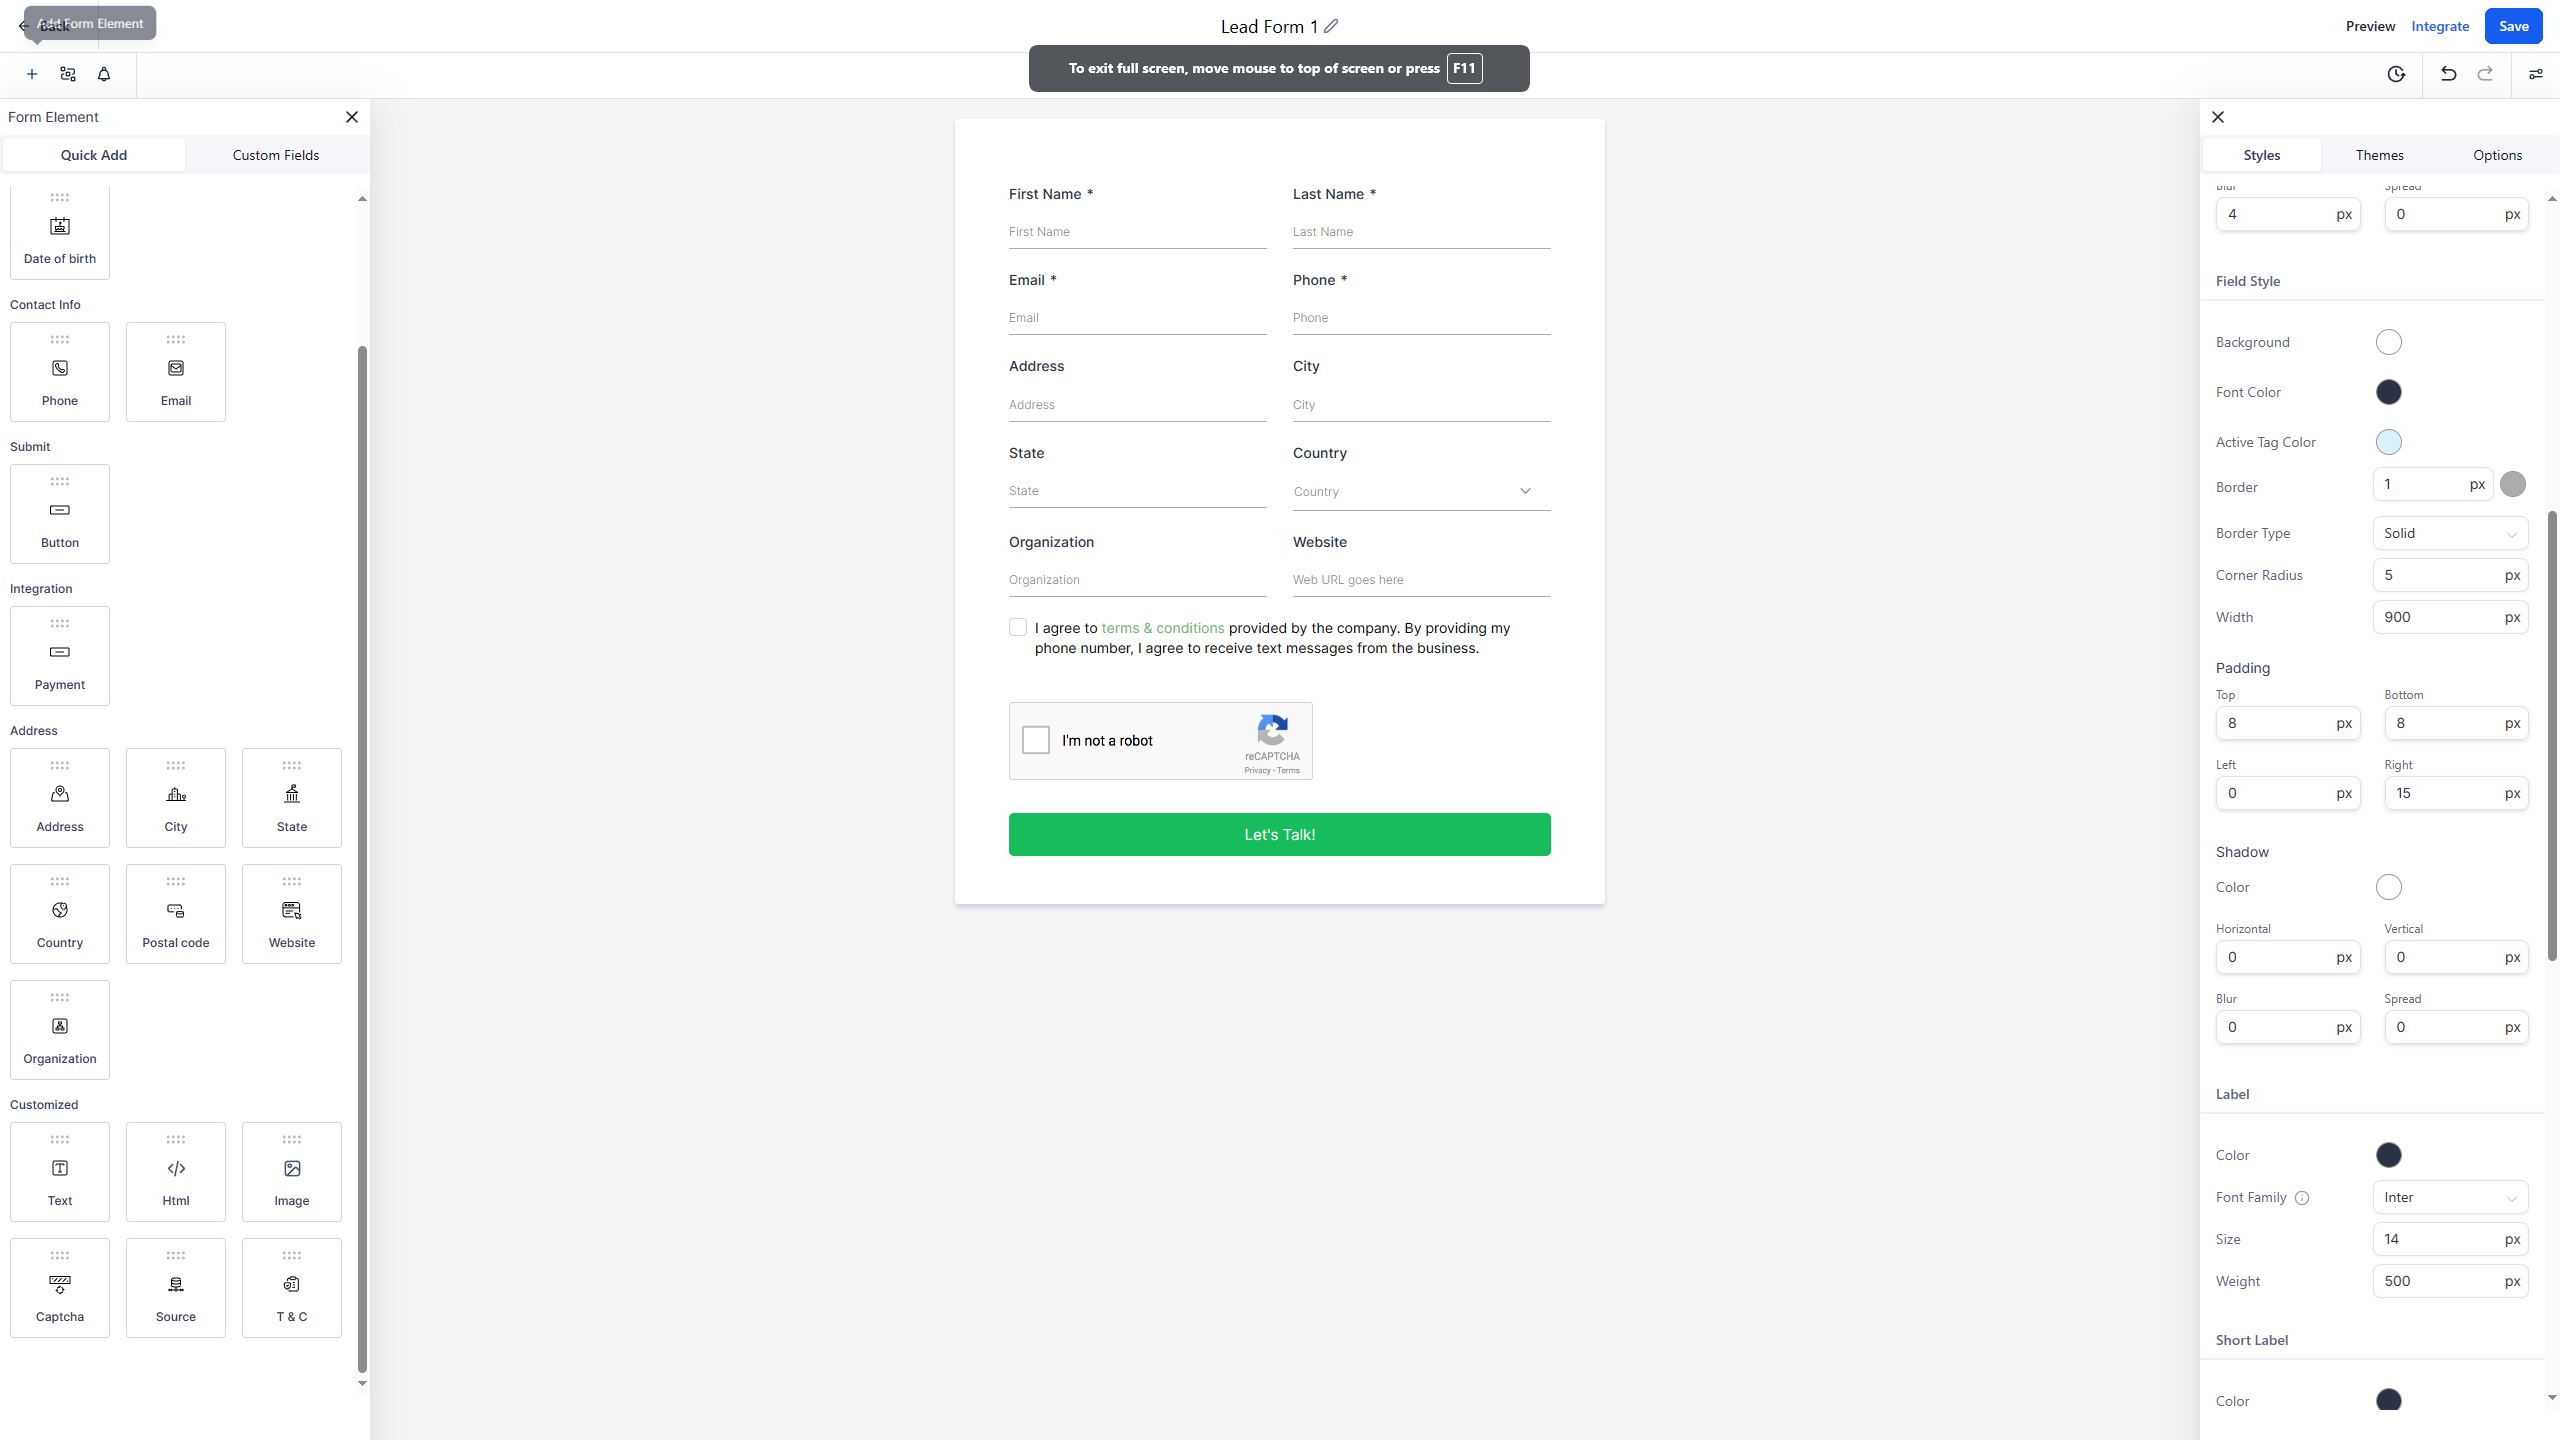 Add Form Element
Back
Lead Form 1
Preview
Integrate
Save
To exit full screen, move mouse to top of screen or press F11
Form Element
Quick Add
Custom Fields
Date of birth
Contact Info
Phone
Email
Submit
Button
Integration
Payment
Address
Address
City
State
Country
Postal code
Website
Organization
Customized
Text
Html
Image
Captcha
Source
T & C
First Name *
Last Name *
First Name
Last Name
Email *
Phone *
Email
Phone
Address
City
Address
City
State
Country
State
Country
Organization
Website
Organization
Web URL goes here
I agree to terms & conditions provided by the company. By providing my
phone number, I agree to receive text messages from the business.
I'm not a robot
reCAPTCHA
Privacy - Terms
Let's Talk!
Styles
Themes
Options
Blur
Spread
4 px
0 px
Field Style
Background
Font Color
Active Tag Color
Border
1 px
Border Type
Solid
Corner Radius
5 px
Width
900 px
Padding
Top
Bottom
8 px
8 px
Left
Right
0 px
15 px
Shadow
Color
Horizontal
Vertical
0 px
0 px
Blur
Spread
0 px
0 px
Label
Color
Font Family
Inter
Size
14 px
Weight
500 px
Short Label
Color